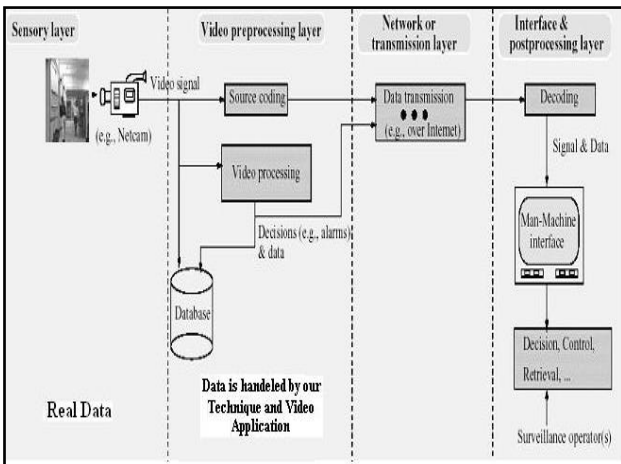 Sensory layer
Video preprocessing layer
Network or
transmission layer
Interface &
postprocessing layer
Video signal
(e.g., Netcam)
Source coding
Data transmission
(e.g., over Internet)
Decoding
Signal & Data
Video processing
Man-Machine
interface
Decisions (e.g., alarms)
& data
Database
Decision, Control,
Retrieval, ...
Data is handeled by our
Technique and Video
Application
Real Data
Surveillance operator(s)